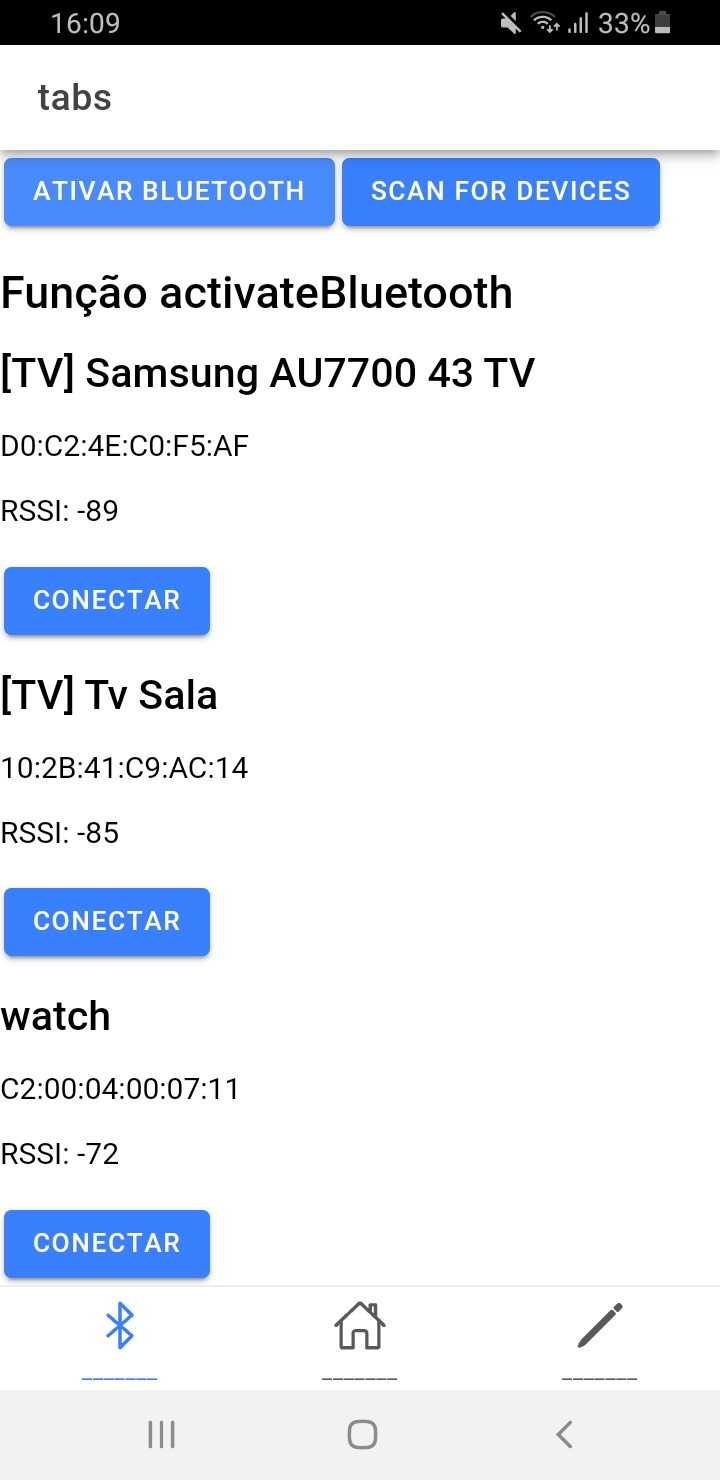 16:09 33%
tabs
ATIVAR BLUETOOTH SCAN FOR DEVICES
Função activateBluetooth
[TV] Samsung AU7700 43 TV
D0:C2:4E:C0:F5:AF
RSSI: -89
CONECTAR
[TV] Tv Sala
10:2B:41:C9:AC:14
RSSI: -85
CONECTAR
watch
C2:00:04:00:07:11
RSSI: -72
CONECTAR
_______ _______ _______